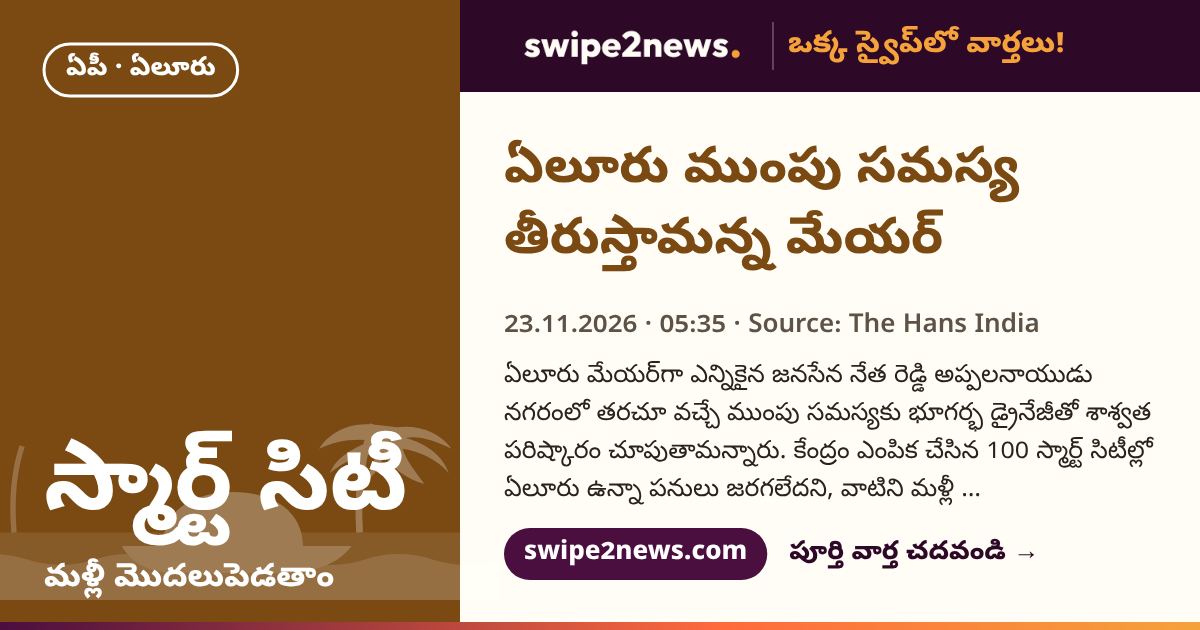 ఏపీ · ఏలూరు
స్మార్ట్ సిటీ
మళ్లీ మొదలుపెడతాం
swipe2news.
ఒక్క స్వైప్‌లో వార్తలు!
ఏలూరు ముంపు సమస్య
తీరుస్తామన్న మేయర్
23.11.2026 · 05:35 · Source: The Hans India
ఏలూరు మేయర్‌గా ఎన్నికైన జనసేన నేత రెడ్డి అప్పలనాయుడు
నగరంలో తరచూ వచ్చే ముంపు సమస్యకు భూగర్భ డ్రైనేజీతో శాశ్వత
పరిష్కారం చూపుతామన్నారు. కేంద్రం ఎంపిక చేసిన 100 స్మార్ట్ సిటీల్లో
ఏలూరు ఉన్నా పనులు జరగలేదని, వాటిని మళ్లీ ...
swipe2news.com
పూర్తి వార్త చదవండి →